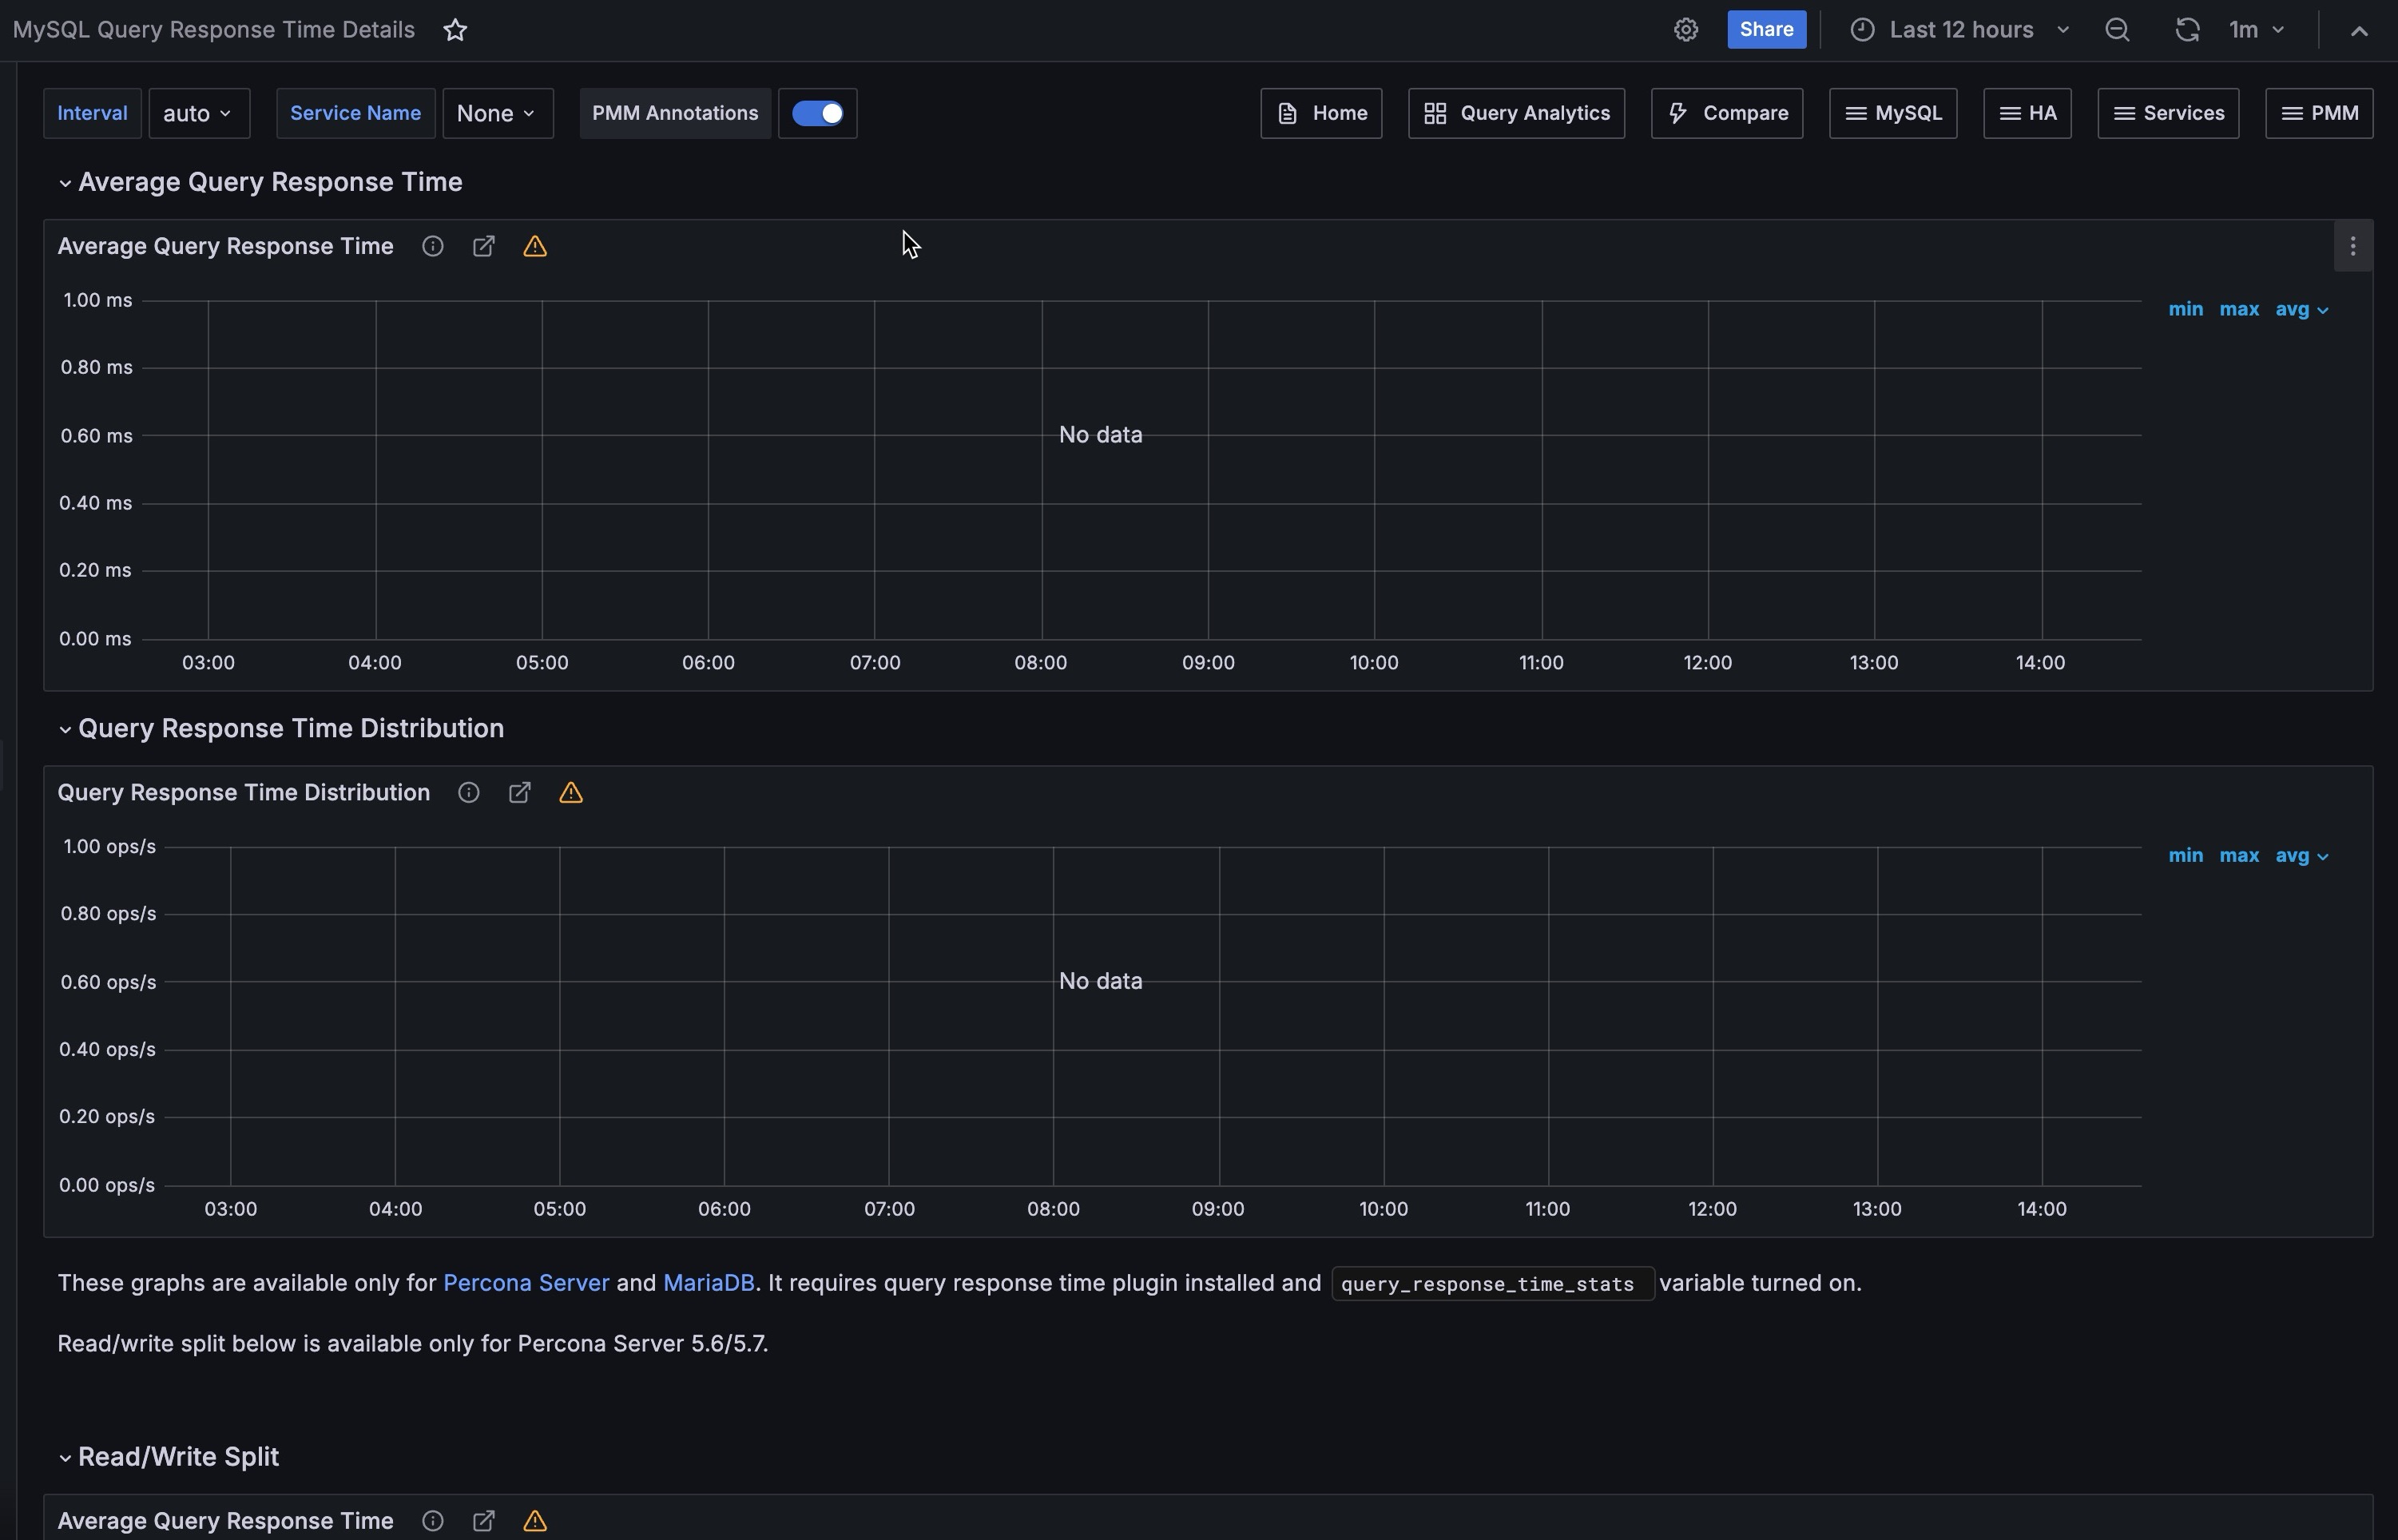 MySQL Query Response Time Details
Share
Last 12 hours
1m
Interval
auto
Service Name
None
PMM Annotations
Home
Query Analytics
Compare
MySQL
HA
Services
PMM
Average Query Response Time
Average Query Response Time
1.00 ms
min max avg
0.80 ms
0.60 ms
No data
0.40 ms
0.20 ms
0.00 ms
03:00 04:00 05:00 06:00 07:00 08:00 09:00 10:00 11:00 12:00 13:00 14:00
Query Response Time Distribution
Query Response Time Distribution
1.00 ops/s
min max avg
0.80 ops/s
0.60 ops/s
No data
0.40 ops/s
0.20 ops/s
0.00 ops/s
03:00 04:00 05:00 06:00 07:00 08:00 09:00 10:00 11:00 12:00 13:00 14:00
These graphs are available only for Percona Server and MariaDB. It requires query response time plugin installed and query_response_time_stats variable turned on.
Read/write split below is available only for Percona Server 5.6/5.7.
Read/Write Split
Average Query Response Time